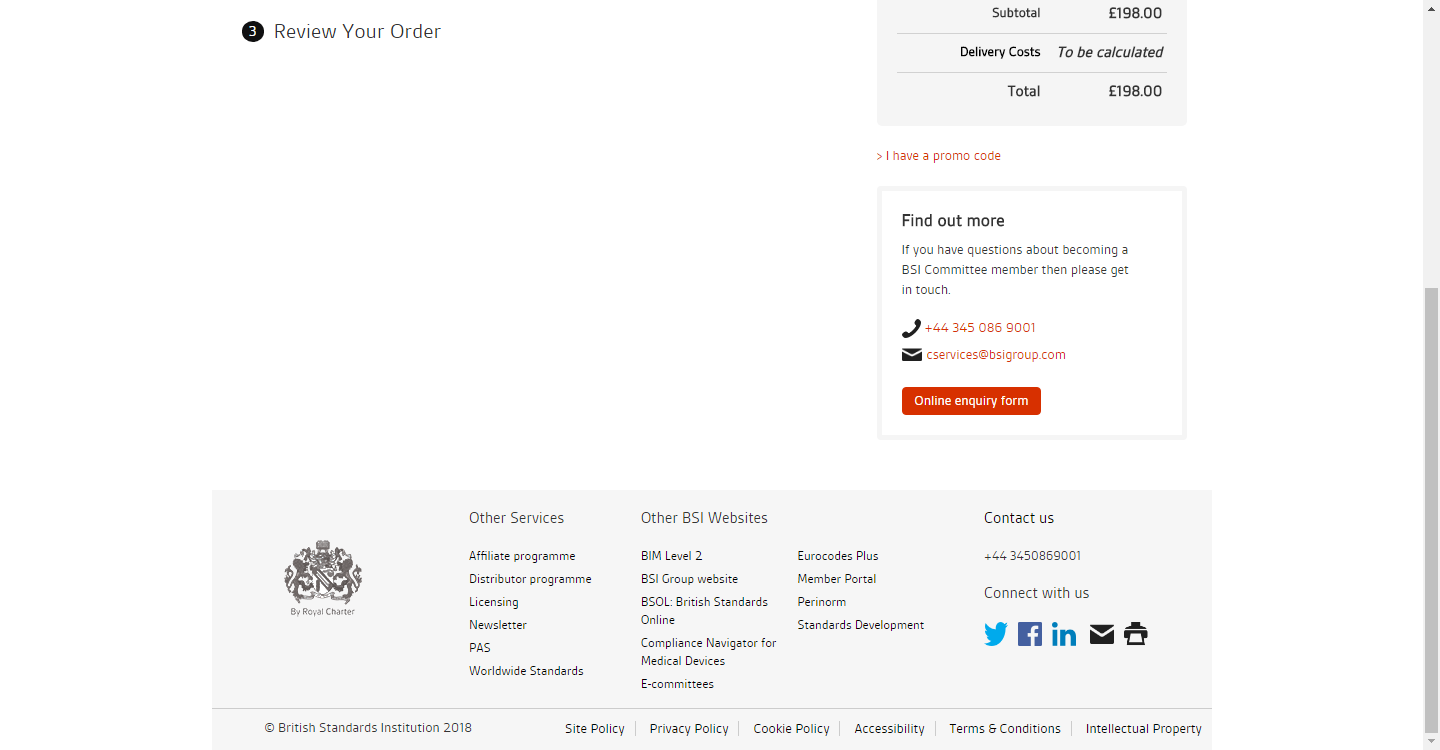 3 Review Your Order
Subtotal £198.00
Delivery Costs To be calculated
Total £198.00
> I have a promo code
Find out more
If you have questions about becoming a
BSI Committee member then please get
in touch.
+44 345 086 9001
cservices@bsigroup.com
Online enquiry form
By Royal Charter
Other Services
Affiliate programme
Distributor programme
Licensing
Newsletter
PAS
Worldwide Standards
Other BSI Websites
BIM Level 2
BSI Group website
BSOL: British Standards
Online
Compliance Navigator for
Medical Devices
E-committees
Eurocodes Plus
Member Portal
Perinorm
Standards Development
Contact us
+44 3450869001
Connect with us
© British Standards Institution 2018
Site Policy Privacy Policy Cookie Policy Accessibility Terms & Conditions Intellectual Property